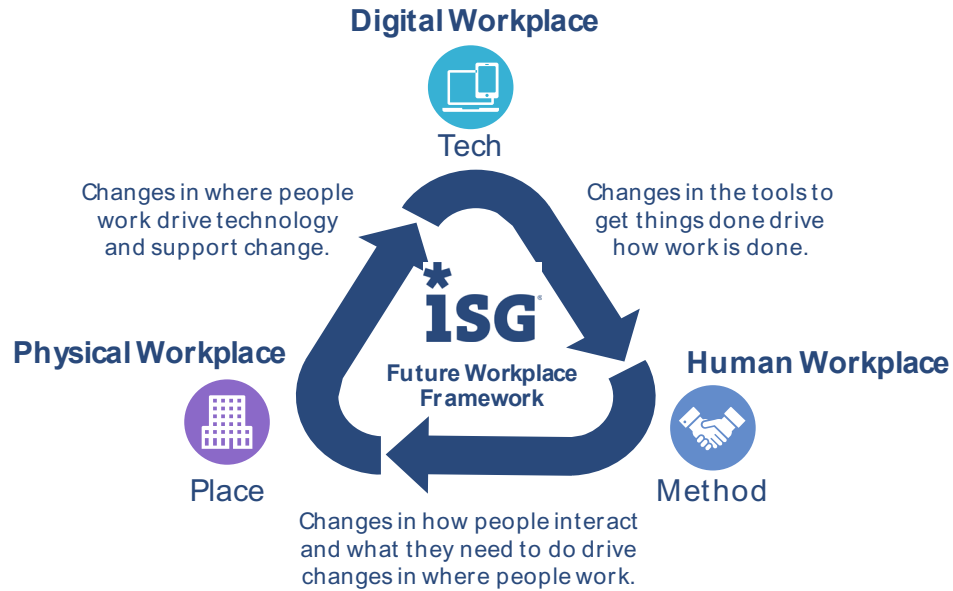 Digital Workplace
Tech
Changes in where people
work drive technology
and support change.
Changes in the tools to
get things done drive
how work is done.
*
ISG®
Future Workplace
Framework
Physical Workplace
Place
Human Workplace
Method
Changes in how people interact
and what they need to do drive
changes in where people work.